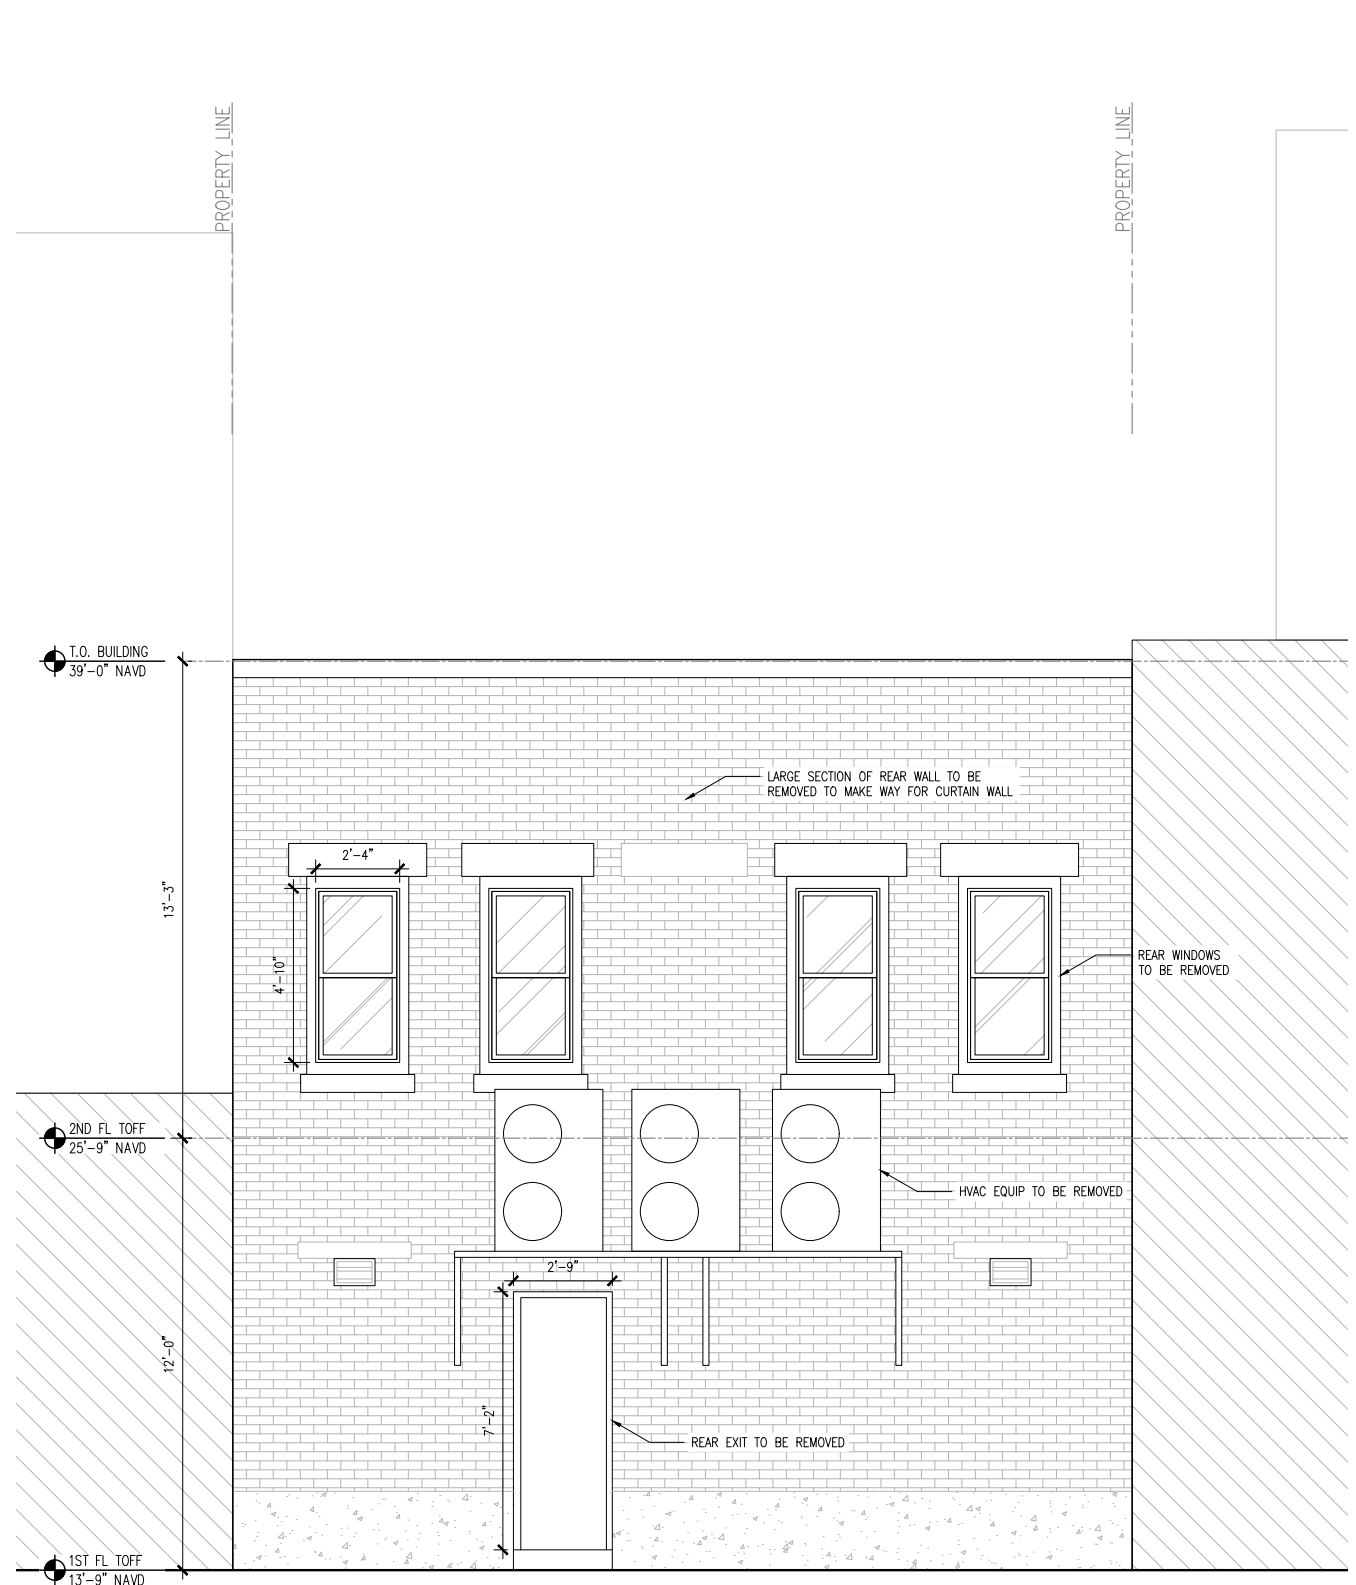 PROPERTY LINE
PROPERTY LINE
T.O. BUILDING
39'-0" NAVD
LARGE SECTION OF REAR WALL TO BE
REMOVED TO MAKE WAY FOR CURTAIN WALL
2'-4"
13'-3"
4'-10"
REAR WINDOWS
TO BE REMOVED
2ND FL TOFF
25'-9" NAVD
HVAC EQUIP TO BE REMOVED
2'-9"
12'-0"
7'-2"
REAR EXIT TO BE REMOVED
1ST FL TOFF
13'-9" NAVD